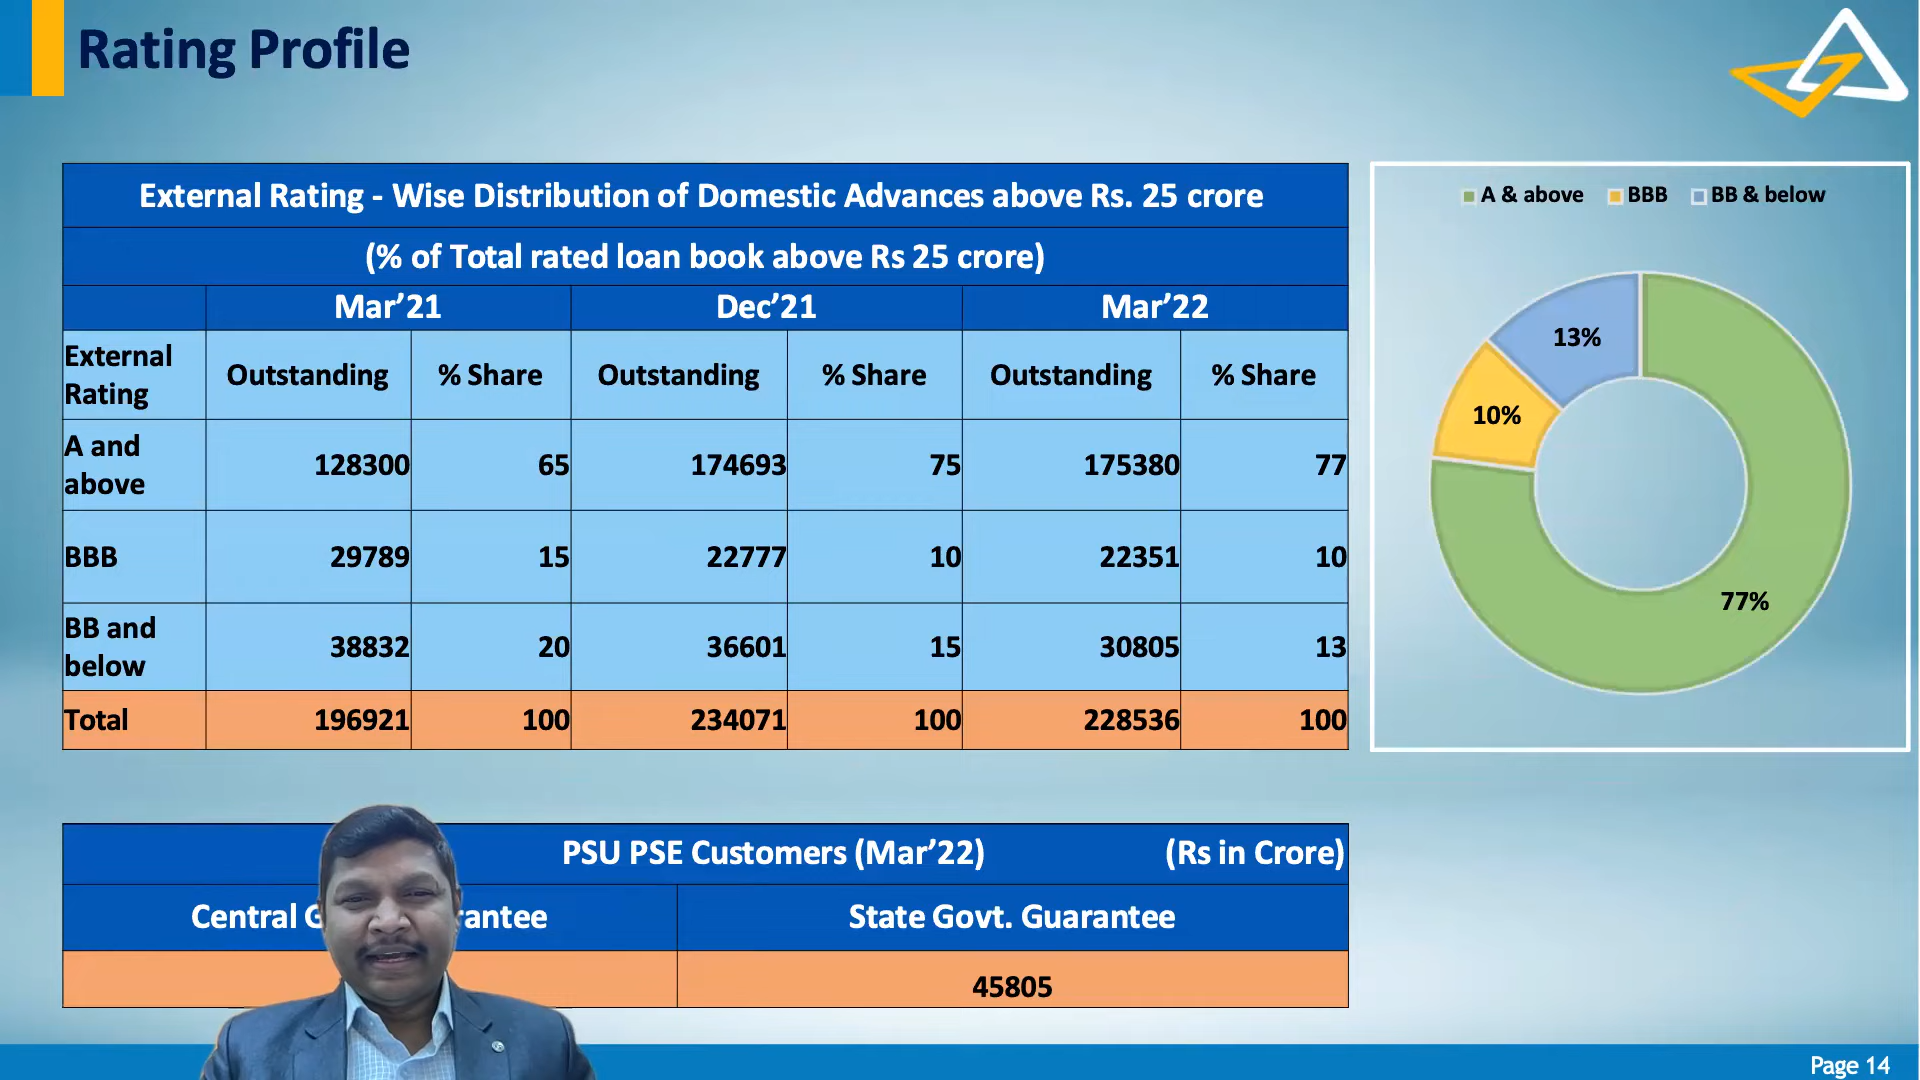 Rating Profile
External Rating - Wise Distribution of Domestic Advances above Rs. 25 crore
(% of Total rated loan book above Rs 25 crore)
Mar’21 Dec’21 Mar’22
External Rating Outstanding % Share Outstanding % Share Outstanding % Share
A and above 128300 65 174693 75 175380 77
BBB 29789 15 22777 10 22351 10
BB and below 38832 20 36601 15 30805 13
Total 196921 100 234071 100 228536 100
A & above BBB BB & below
13%
10%
77%
PSU PSE Customers (Mar’22) (Rs in Crore)
Central State Govt. Guarantee
45805
Page 14